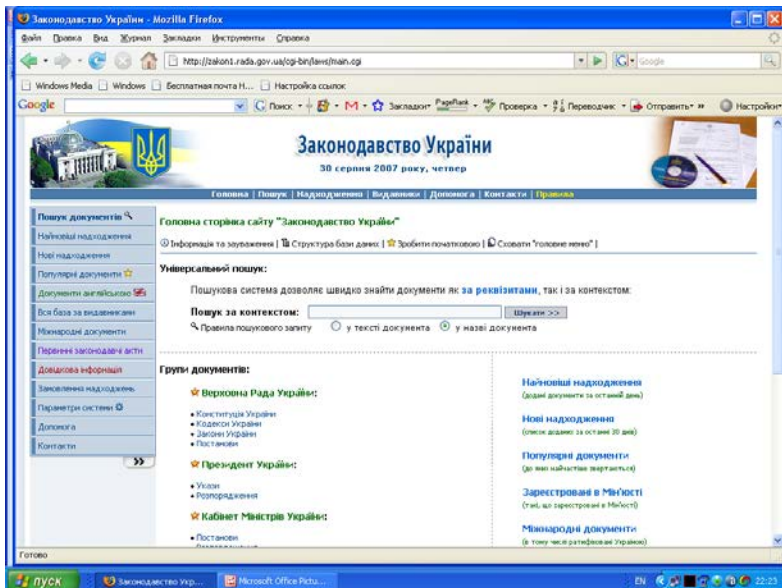 Законодавство України - Mozilla Firefox
Файл Правка Вид Журнал Закладки Инструменты Справка
http://zakon1.rada.gov.ua/cgi-bin/laws/main.cgi
Google
Windows Media Windows Бесплатная почта H... Настройка ссылок
Google Поиск Закладки PageRank Проверка Переводчик Отправить Настройки
Законодавство України
30 серпня 2007 року, четвер
Головна | Пошук | Надходження | Видавники | Допомога | Контакти | Правила
Пошук документів
Найновіші надходження
Нові надходження
Популярні документи
Документи англійською
Вся база за видавниками
Міжнародні документи
Первинні законодавчі акти
Довідкова інформація
Замовлення надходжень
Параметри системи
Допомога
Контакти
Головна сторінка сайту "Законодавство України"
Інформація та зауваження | Структура бази даних | Зробити початковою | Сховати "головне меню" |
Універсальний пошук:
Пошукова система дозволяє швидко знайти документи як за реквізитами, так і за контекстом:
Пошук за контекстом: Шукати >>
Правила пошукового запиту у тексті документа у назві документа
Групи документів:
Верховна Рада України:
• Конституція України
• Кодекси України
• Закони України
• Постанови
Президент України:
• Укази
• Розпорядження
Кабінет Міністрів України:
• Постанови
Найновіші надходження
(додані документи за останній день)
Нові надходження
(список доданих за останні 30 днів)
Популярні документи
(до яких найчастіше звертаються)
Зареєстровані в Мін'юсті
(такі, що зареєстровані в Мін'юсті)
Міжнародні документи
(в тому числі ратифіковані Україною)
Готово
пуск Законодавство Укр... Microsoft Office Pictu... EN 22:23